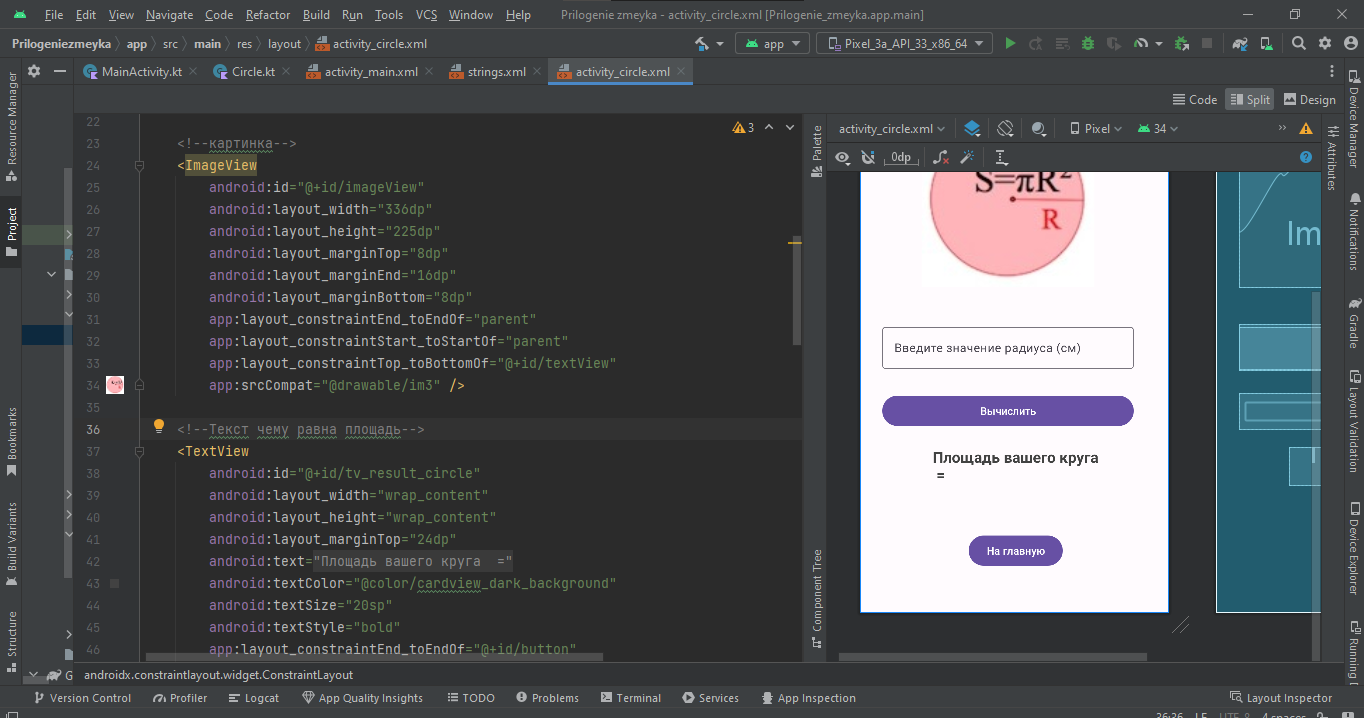 File Edit View Navigate Code Refactor Build Run Tools VCS Window Help Prilogenie zmeyka - activity_circle.xml [Prilogenie_zmeyka.app.main]
Prilogeniezmeyka app src main res layout activity_circle.xml app Pixel_3a_API_33_x86_64
MainActivity.kt Circle.kt activity_main.xml strings.xml activity_circle.xml
Code Split Design
activity_circle.xml Pixel 34
0dp
3
22
23 <!--картинка-->
24 <ImageView
25 android:id="@+id/imageView"
26 android:layout_width="336dp"
27 android:layout_height="225dp"
28 android:layout_marginTop="8dp"
29 android:layout_marginEnd="16dp"
30 android:layout_marginBottom="8dp"
31 app:layout_constraintEnd_toEndOf="parent"
32 app:layout_constraintStart_toStartOf="parent"
33 app:layout_constraintTop_toBottomOf="@+id/textView"
34 app:srcCompat="@drawable/im3" />
35
36 <!--Текст чему равна площадь-->
37 <TextView
38 android:id="@+id/tv_result_circle"
39 android:layout_width="wrap_content"
40 android:layout_height="wrap_content"
41 android:layout_marginTop="24dp"
42 android:text="Площадь вашего круга  ="
43 android:textColor="@color/cardview_dark_background"
44 android:textSize="20sp"
45 android:textStyle="bold"
46 app:layout_constraintEnd_toEndOf="@+id/button"
S=πR²
R
Введите значение радиуса (см)
Вычислить
Площадь вашего круга
=
На главную
Im
Resource Manager
Project
Bookmarks
Build Variants
Structure
Palette
Component Tree
Attributes
Device Manager
Notifications
Gradle
Layout Validation
Device Explorer
Running
G androidx.constraintlayout.widget.ConstraintLayout
Version Control Profiler Logcat App Quality Insights TODO Problems Terminal Services App Inspection Layout Inspector
36:36 LF UTF-8 4 spaces